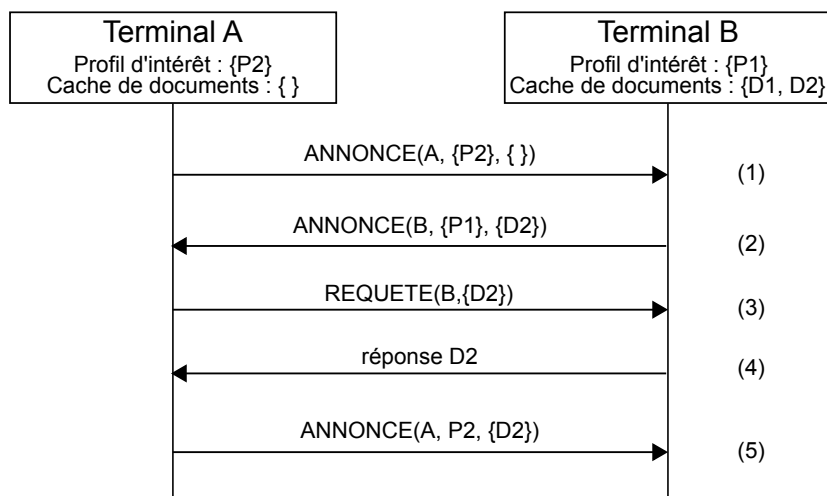 Terminal A
Profil d'intérêt : {P2}
Cache de documents : { }
Terminal B
Profil d'intérêt : {P1}
Cache de documents : {D1, D2}
ANNONCE(A, {P2}, { })
(1)
ANNONCE(B, {P1}, {D2})
(2)
REQUETE(B,{D2})
(3)
réponse D2
(4)
ANNONCE(A, P2, {D2})
(5)